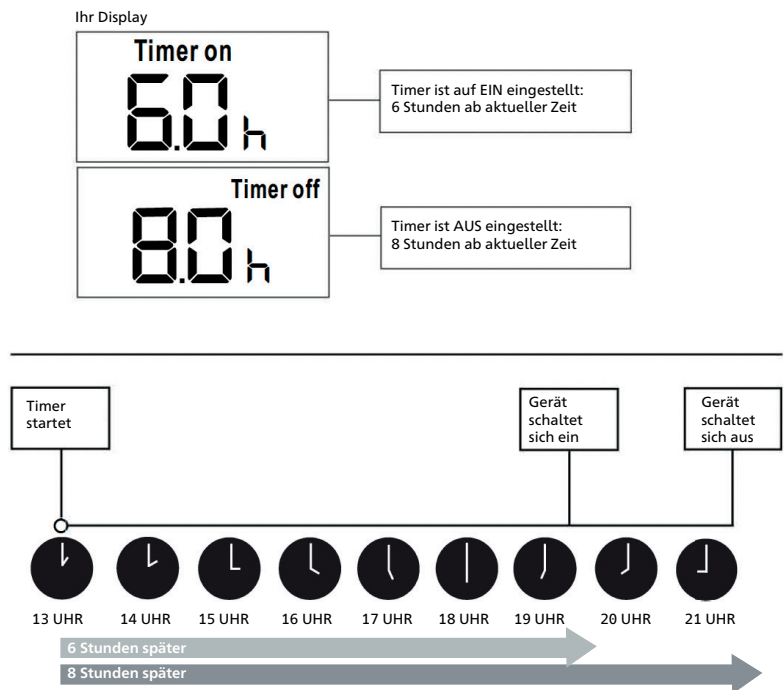 Ihr Display
Timer on
6.0 h
Timer ist auf EIN eingestellt:
6 Stunden ab aktueller Zeit
Timer off
8.0 h
Timer ist AUS eingestellt:
8 Stunden ab aktueller Zeit
Timer
startet
Gerät
schaltet
sich ein
Gerät
schaltet
sich aus
13 UHR 14 UHR 15 UHR 16 UHR 17 UHR 18 UHR 19 UHR 20 UHR 21 UHR
6 Stunden später
8 Stunden später